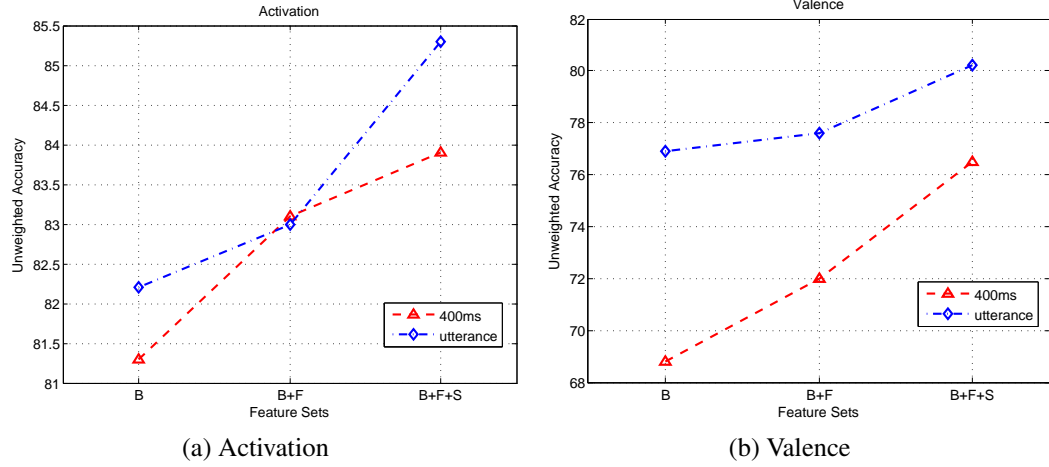 Activation
85.5
85
84.5
84
83.5
83
82.5
82
81.5
81
Unweighted Accuracy
B
B+F
B+F+S
Feature Sets
400ms
utterance
(a) Activation
Valence
82
80
78
76
74
72
70
68
Unweighted Accuracy
B
B+F
B+F+S
Feature Sets
400ms
utterance
(b) Valence